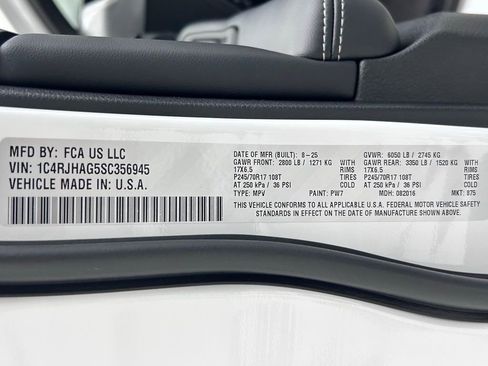 MFD BY: FCA US LLC
VIN: 1C4RJHAG5SC356945
VEHICLE MADE IN: U.S.A.
DATE OF MFR (BUILT): 8-25 GVWR: 6050 LB / 2745 KG
GAWR FRONT: 2800 LB / 1271 KG GAWR REAR: 3350 LB / 1520 KG
17X6.5 RIMS 17X6.5 RIMS
P245/70R17 108T TIRES P245/70R17 108T TIRES
AT 250 kPa / 36 PSI COLD AT 250 kPa / 36 PSI COLD
TYPE: MPV PAINT: PW7 MDH: 082016 MKT: 875
THIS VEHICLE CONFORMS TO ALL APPLICABLE U.S.A. FEDERAL MOTOR VEHICLE SAFETY
STANDARDS IN EFFECT ON THE DATE OF MANUFACTURE SHOWN ABOVE